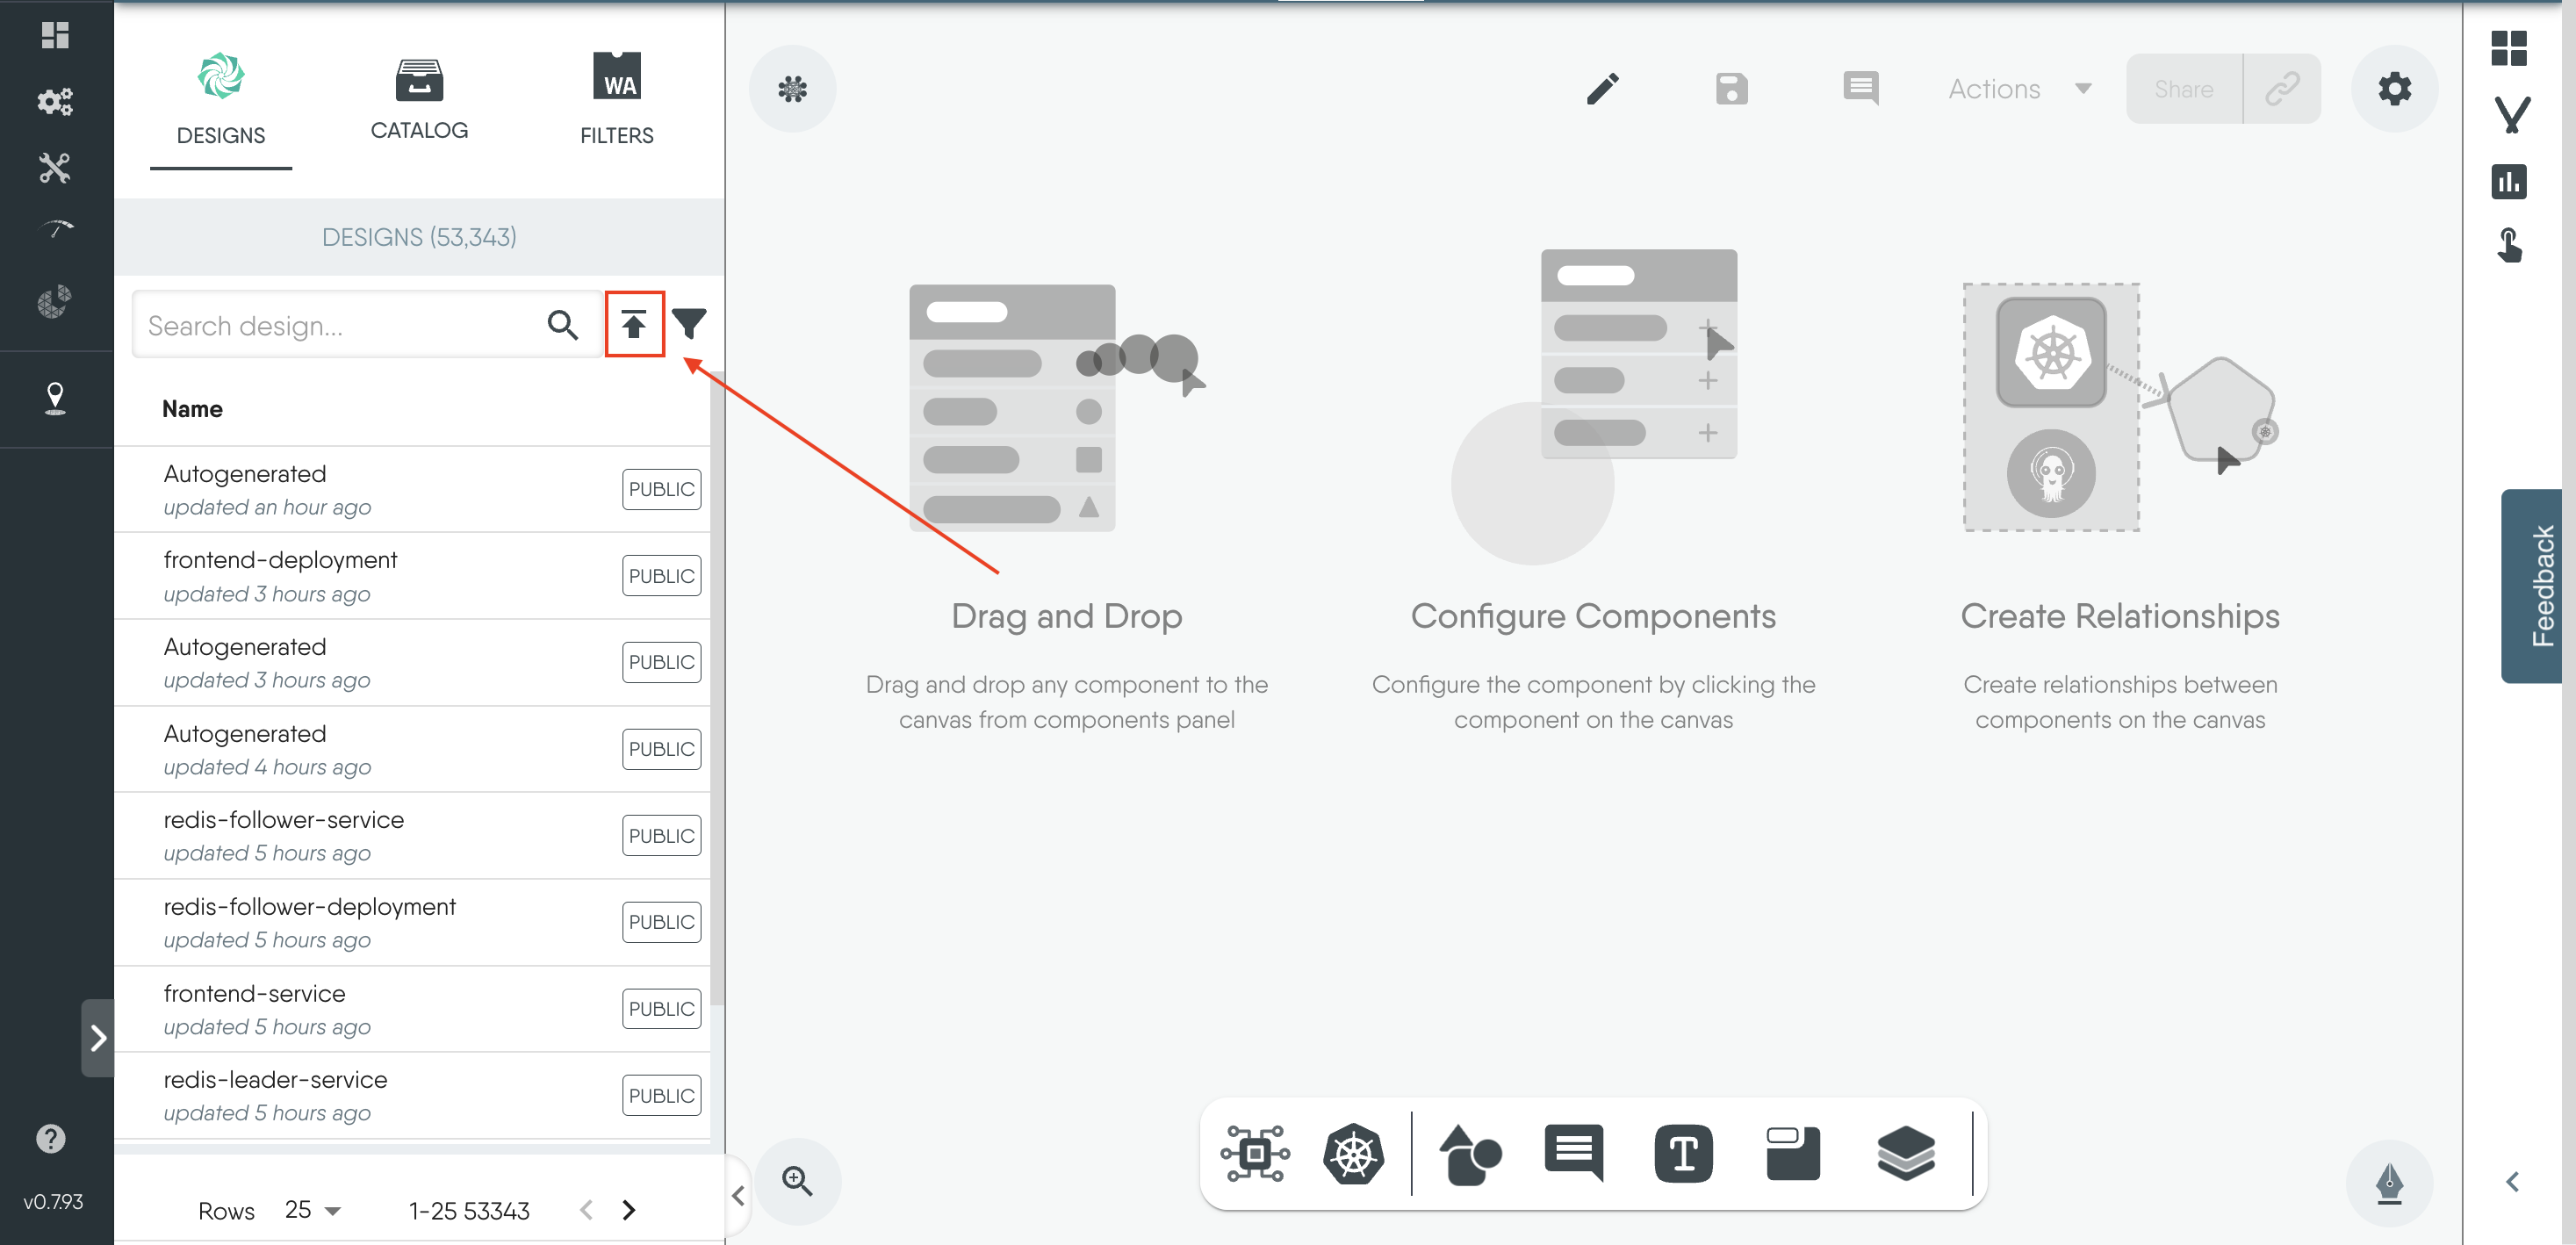 DESIGNS
CATALOG
WA
FILTERS
DESIGNS (53,343)
Search design...
Name
Autogenerated
updated an hour ago
PUBLIC
frontend-deployment
updated 3 hours ago
PUBLIC
Autogenerated
updated 3 hours ago
PUBLIC
Autogenerated
updated 4 hours ago
PUBLIC
redis-follower-service
updated 5 hours ago
PUBLIC
redis-follower-deployment
updated 5 hours ago
PUBLIC
frontend-service
updated 5 hours ago
PUBLIC
redis-leader-service
updated 5 hours ago
PUBLIC
Rows 25 1-25 53343
v0.7.93
Actions
Share
Drag and Drop
Drag and drop any component to the
canvas from components panel
Configure Components
Configure the component by clicking the
component on the canvas
Create Relationships
Create relationships between
components on the canvas
T
Feedback